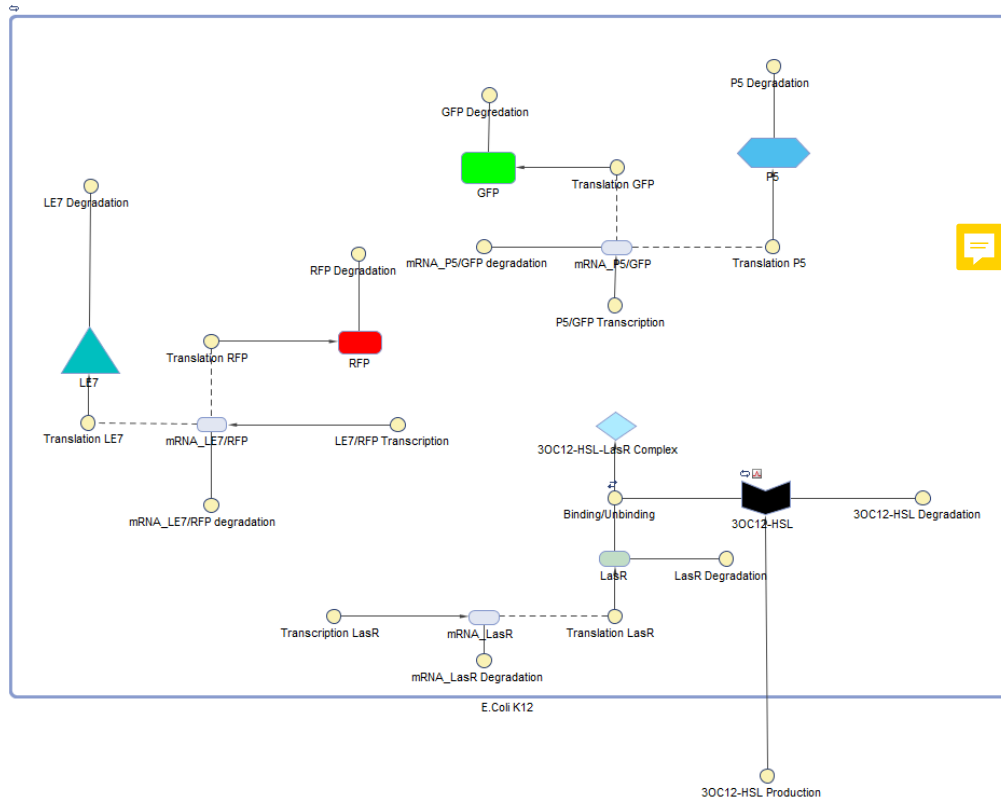 P5 Degradation
GFP Degredation
P5
Translation GFP
GFP
LE7 Degradation
mRNA_P5/GFP degradation
mRNA_P5/GFP
Translation P5
RFP Degradation
P5/GFP Transcription
Translation RFP
RFP
LE7
Translation LE7
mRNA_LE7/RFP
LE7/RFP Transcription
3OC12-HSL-LasR Complex
mRNA_LE7/RFP degradation
Binding/Unbinding
3OC12-HSL
3OC12-HSL Degradation
LasR
LasR Degradation
Transcription LasR
mRNA_LasR
Translation LasR
mRNA_LasR Degradation
E.Coli K12
3OC12-HSL Production